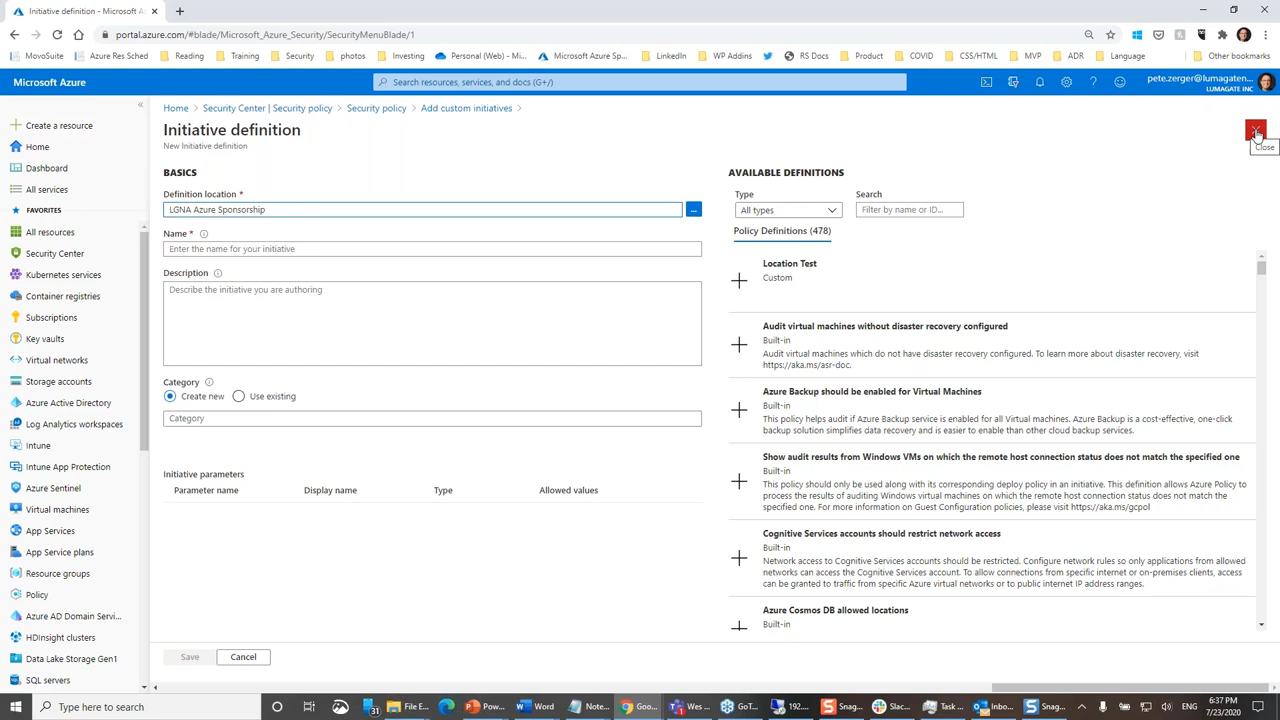 Initiative definition - Microsoft A
portal.azure.com/#blade/Microsoft_Azure_Security/SecurityMenuBlade/1
MovoSuite
Azure Res Sched
Reading
Training
Security
photos
Investing
Personal (Web) - Mi...
Microsoft Azure Sp...
LinkedIn
WP Addins
RS Docs
Product
COVID
CSS/HTML
MVP
ADR
Language
Other bookmarks
Microsoft Azure
Search resources, services, and docs (G+/)
pete.zerger@lumagaten...
LUMAGATE INC
Create a resource
Home
Dashboard
All services
FAVORITES
All resources
Security Center
Kubernetes services
Container registries
Subscriptions
Key vaults
Virtual networks
Storage accounts
Azure Active Directory
Log Analytics workspaces
Intune
Intune App Protection
Azure Sentinel
Virtual machines
App Services
App Service plans
Resource groups
Policy
Azure AD Domain Servi...
HDInsight clusters
Data Lake Storage Gen1
SQL servers
Home > Security Center | Security policy > Security policy > Add custom initiatives >
Initiative definition
New Initiative definition
Close
BASICS
Definition location *
LGNA Azure Sponsorship
...
Name *
Enter the name for your initiative
Description
Describe the initiative you are authoring
Category
Create new
Use existing
Category
Initiative parameters
Parameter name Display name Type Allowed values
Save
Cancel
AVAILABLE DEFINITIONS
Type
All types
Search
Filter by name or ID...
Policy Definitions (478)
Location Test
Custom
Audit virtual machines without disaster recovery configured
Built-in
Audit virtual machines which do not have disaster recovery configured. To learn more about disaster recovery, visit
https://aka.ms/asr-doc.
Azure Backup should be enabled for Virtual Machines
Built-in
This policy helps audit if Azure Backup service is enabled for all Virtual machines. Azure Backup is a cost-effective, one-click
backup solution simplifies data recovery and is easier to enable than other cloud backup services.
Show audit results from Windows VMs on which the remote host connection status does not match the specified one
Built-in
This policy should only be used along with its corresponding deploy policy in an initiative. This definition allows Azure Policy to
process the results of auditing Windows virtual machines on which the remote host connection status does not match the
specified one. For more information on Guest Configuration policies, please visit https://aka.ms/gcpol
Cognitive Services accounts should restrict network access
Built-in
Network access to Cognitive Services accounts should be restricted. Configure network rules so only applications from allowed
networks can access the Cognitive Services account. To allow connections from specific internet or on-premises clients, access
can be granted to traffic from specific Azure virtual networks or to public internet IP address ranges.
Azure Cosmos DB allowed locations
Built-in
Type here to search
31
File E...
Pow...
Word
Note...
Goo...
Wes ...
GoT...
192....
Snag...
Slac...
Task ...
Inbo...
Snag...
6:37 PM
7/23/2020